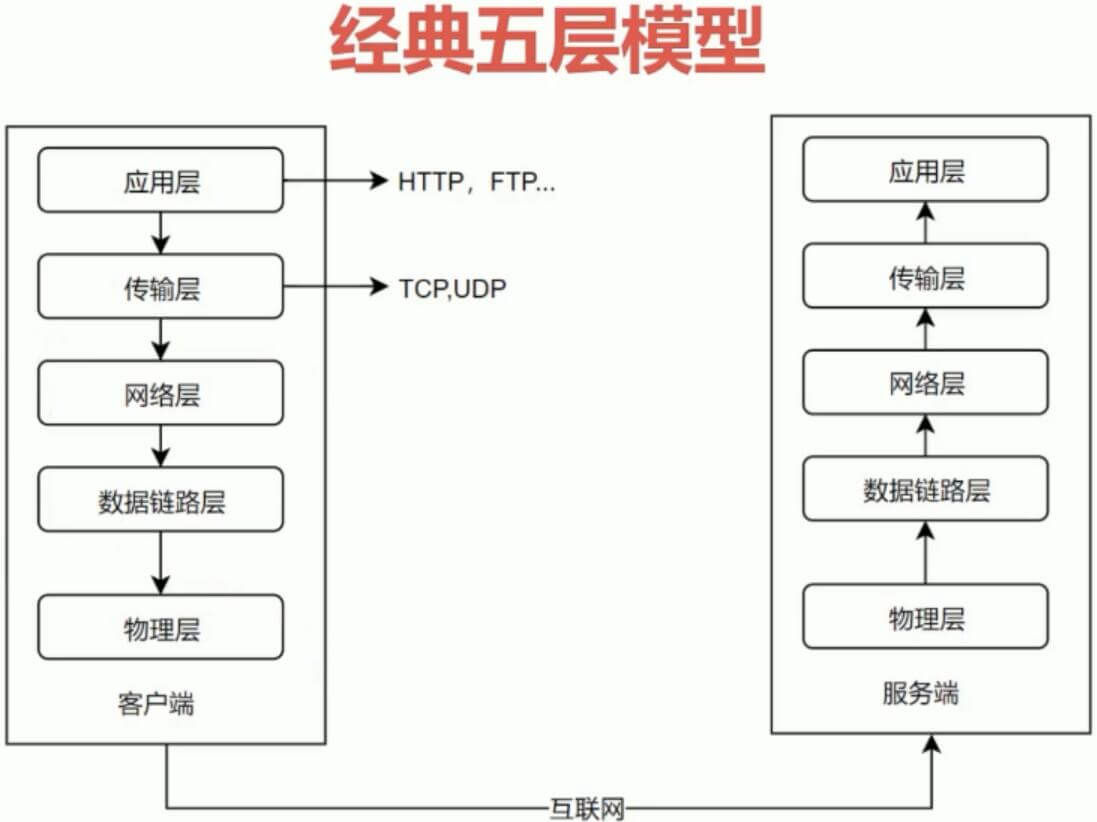 经典五层模型
应用层
HTTP，FTP...
传输层
TCP,UDP
网络层
数据链路层
物理层
客户端
应用层
传输层
网络层
数据链路层
物理层
服务端
互联网